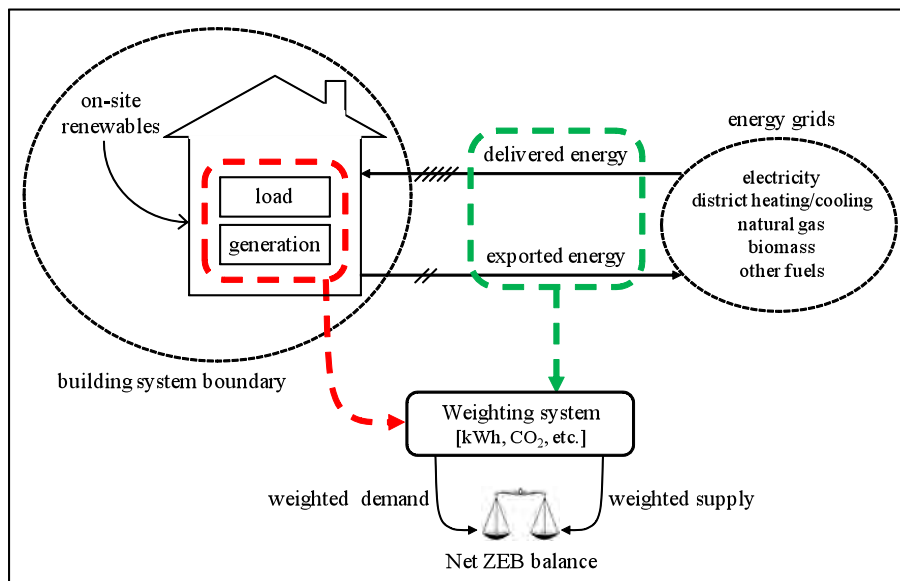 on-site
renewables
load
generation
building system boundary
delivered energy
exported energy
energy grids
electricity
district heating/cooling
natural gas
biomass
other fuels
Weighting system
[kWh, CO₂, etc.]
weighted demand
weighted supply
Net ZEB balance